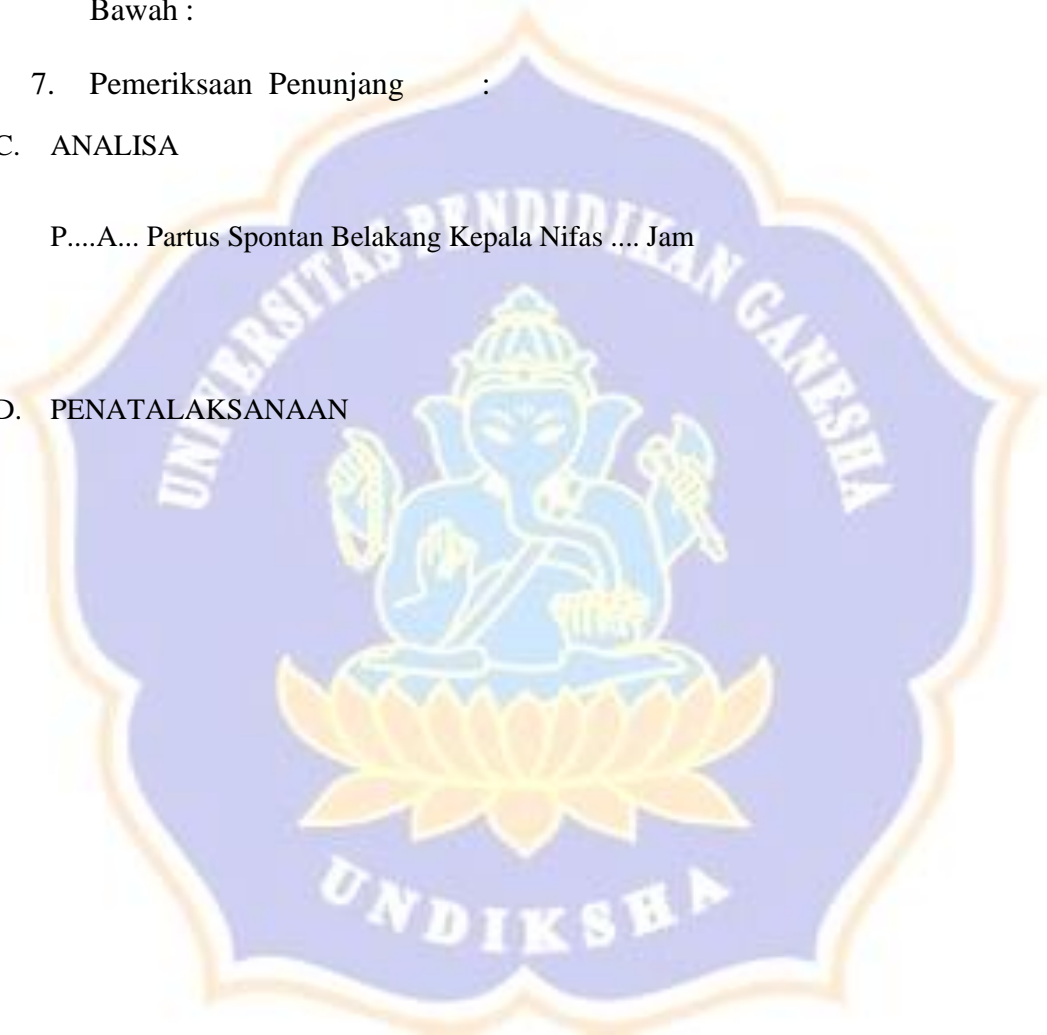 Bawah :
7. Pemeriksaan Penunjang :
C. ANALISA
P....A... Partus Spontan Belakang Kepala Nifas .... Jam
D. PENATALAKSANAAN
UNIVERSITAS PENDIDIKAN GANESHA
UNDIKSHA